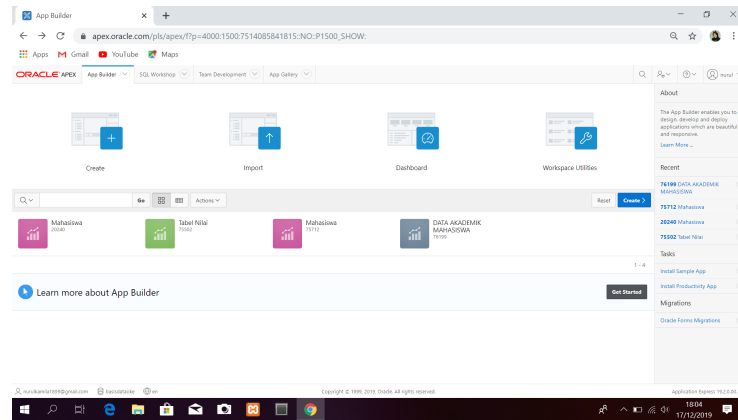 App Builder
apex.oracle.com/pls/apex/f?p=4000:1500:7514085841815::NO::P1500_SHOW:
Apps Gmail YouTube Maps
ORACLE APEX App Builder SQL Workshop Team Development App Gallery nurul
Create
Import
Dashboard
Workspace Utilities
Go Actions Reset Create
Mahasiswa
20240
Tabel Nilai
75502
Mahasiswa
75712
DATA AKADEMIK
MAHASISWA
76199
1 - 4
Learn more about App Builder
Get Started
About
The App Builder enables you to
design, develop and deploy
applications which are beautiful
and responsive.
Learn More ...
Recent
76199 DATA AKADEMIK
MAHASISWA
75712 Mahasiswa
20240 Mahasiswa
75502 Tabel Nilai
Tasks
Install Sample App
Install Productivity App
Migrations
Oracle Forms Migrations
en
Copyright © 1999, 2019, Oracle. All rights reserved.
Application Express 19.2.0.00.
18:04
17/12/2019